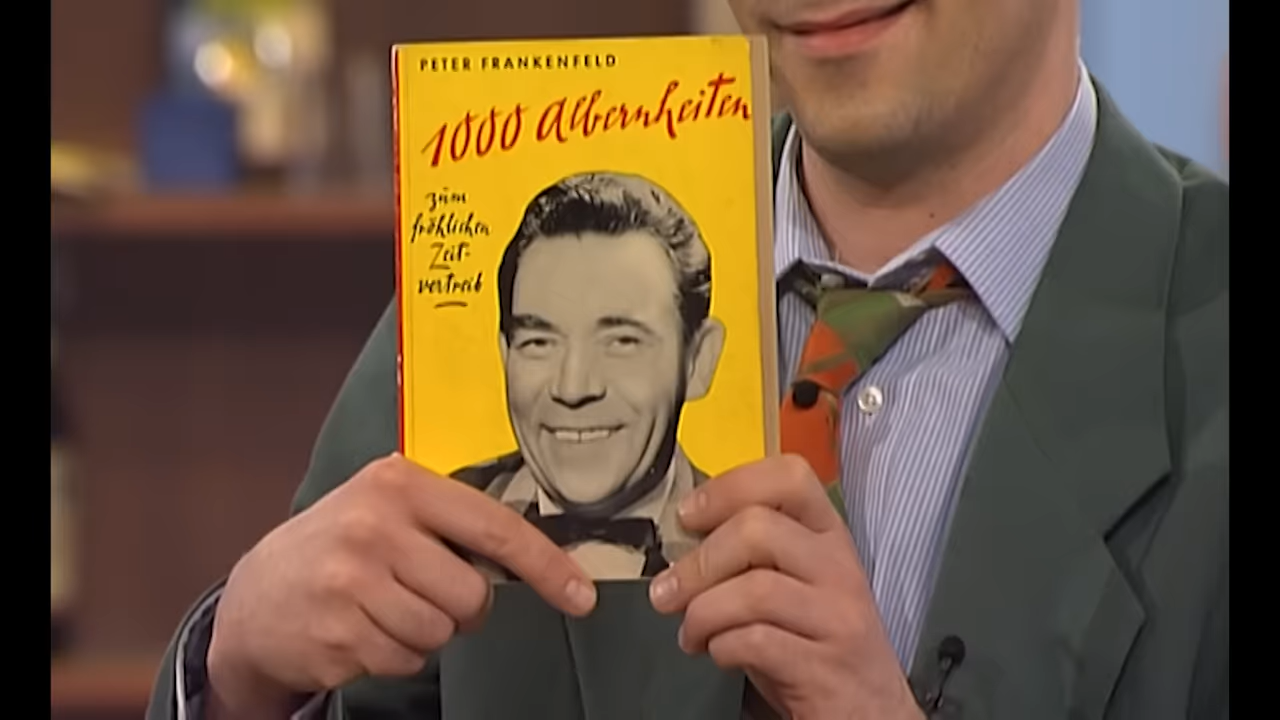 PETER FRANKENFELD
1000 Albernheiten
zum
fröhlichen
Zeit-
vertreib